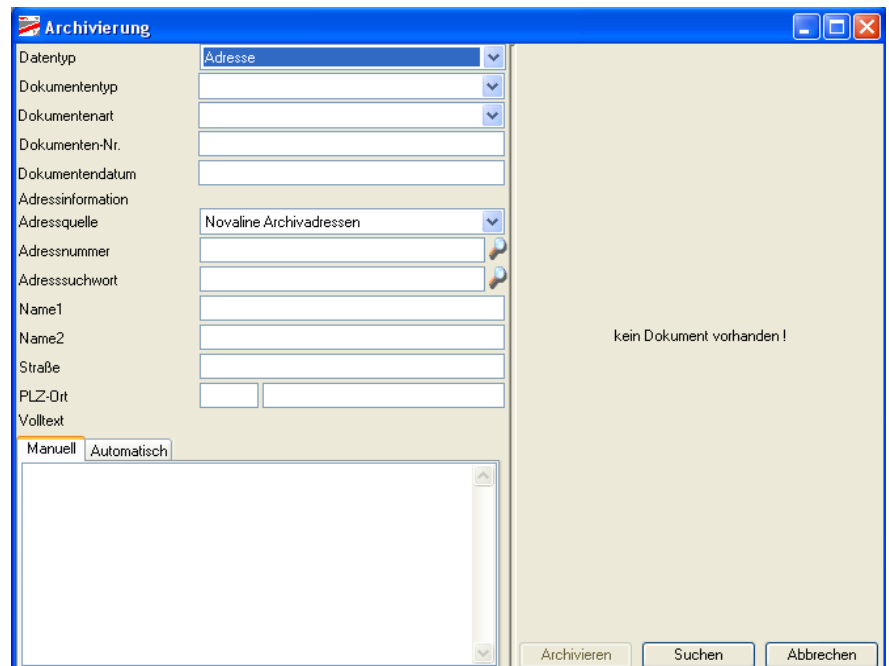 Archivierung
Datentyp Adresse
Dokumententyp
Dokumentenart
Dokumenten-Nr.
Dokumentendatum
Adressinformation
Adressquelle Novaline Archivadressen
Adressnummer
Adresssuchwort
Name1
Name2
Straße
PLZ-Ort
Volltext
Manuell Automatisch
kein Dokument vorhanden !
Archivieren Suchen Abbrechen